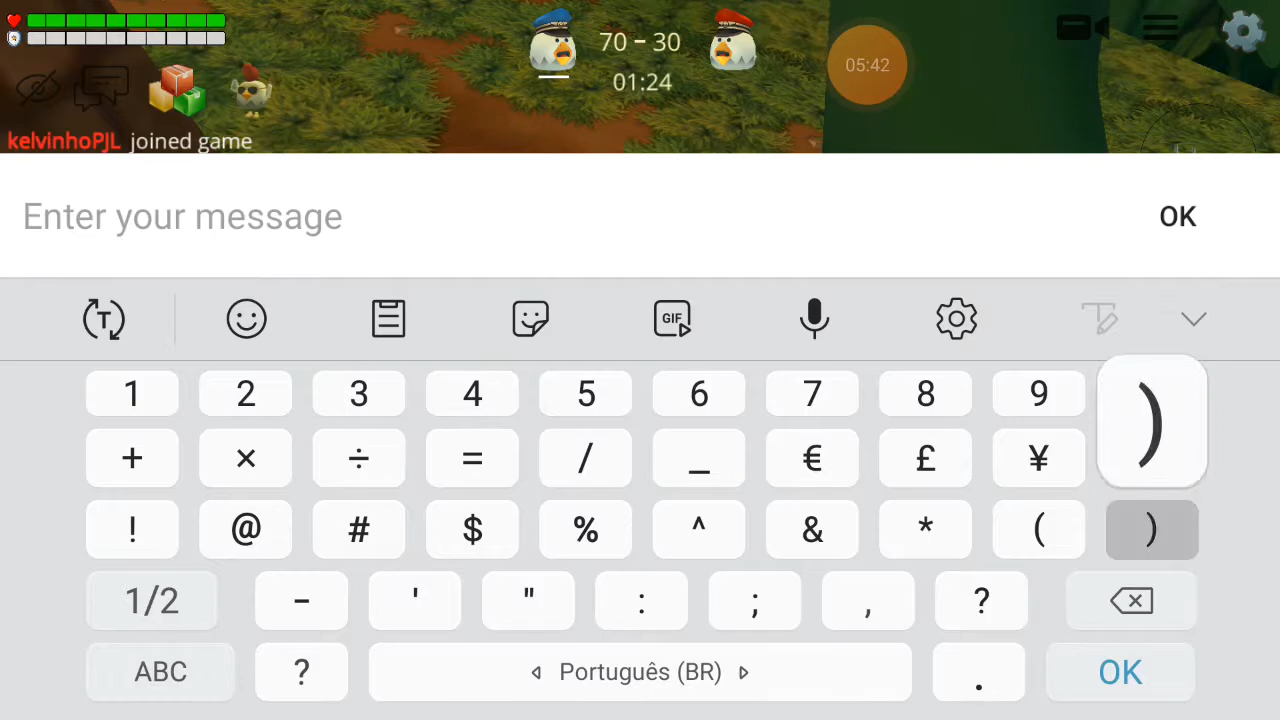 70 – 30
01:24
05:42
kelvinhoPJL joined game
Enter your message
OK
T
GIF
T
1 2 3 4 5 6 7 8 9
)
+ × ÷ = / _ € £ ¥
! @ # $ % ^ & * ( )
1/2 - ' " : ; , ?
ABC ? Português (BR) . OK